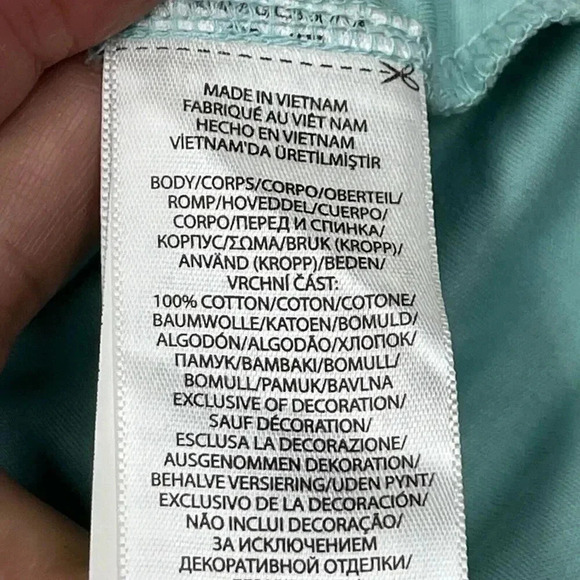 MADE IN VIETNAM
FABRIQUÉ AU VIÊT NAM
HECHO EN VIETNAM
VİETNAM'DA ÜRETİLMİŞTİR
BODY/CORPS/CORPO/OBERTEIL/
ROMP/HOVEDDEL/CUERPO/
CORPO/ПЕРЕД И СПИНКА/
КОРПУС/ΣΩΜΑ/BRUK (KROPP)/
ANVÄND (KROPP)/BEDEN/
VRCHNÍ ČÁST:
100% COTTON/COTON/COTONE/
BAUMWOLLE/KATOEN/BOMULD/
ALGODÓN/ALGODÃO/ХЛОПОК/
ПАМУК/ΒΑΜΒΑΚΙ/BOMULL/
BOMULL/PAMUK/BAVLNA
EXCLUSIVE OF DECORATION/
SAUF DÉCORATION/
ESCLUSA LA DECORAZIONE/
AUSGENOMMEN DEKORATION/
BEHALVE VERSIERING/UDEN PYNT/
EXCLUSIVO DE LA DECORACIÓN/
NÃO INCLUI DECORAÇÃO/
ЗА ИСКЛЮЧЕНИЕМ
ДЕКОРАТИВНОЙ ОТДЕЛКИ/